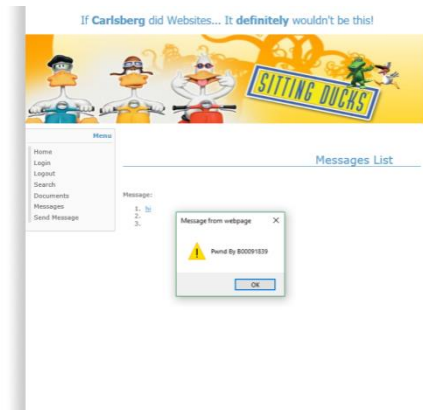 If Carlsberg did Websites... It definitely wouldn't be this!
SITTING DUCKS
Menu
Home
Login
Logout
Search
Documents
Messages
Send Message
Messages List
Message:
1. hi
2.
3.
Message from webpage
Pwnd By B00091839
OK